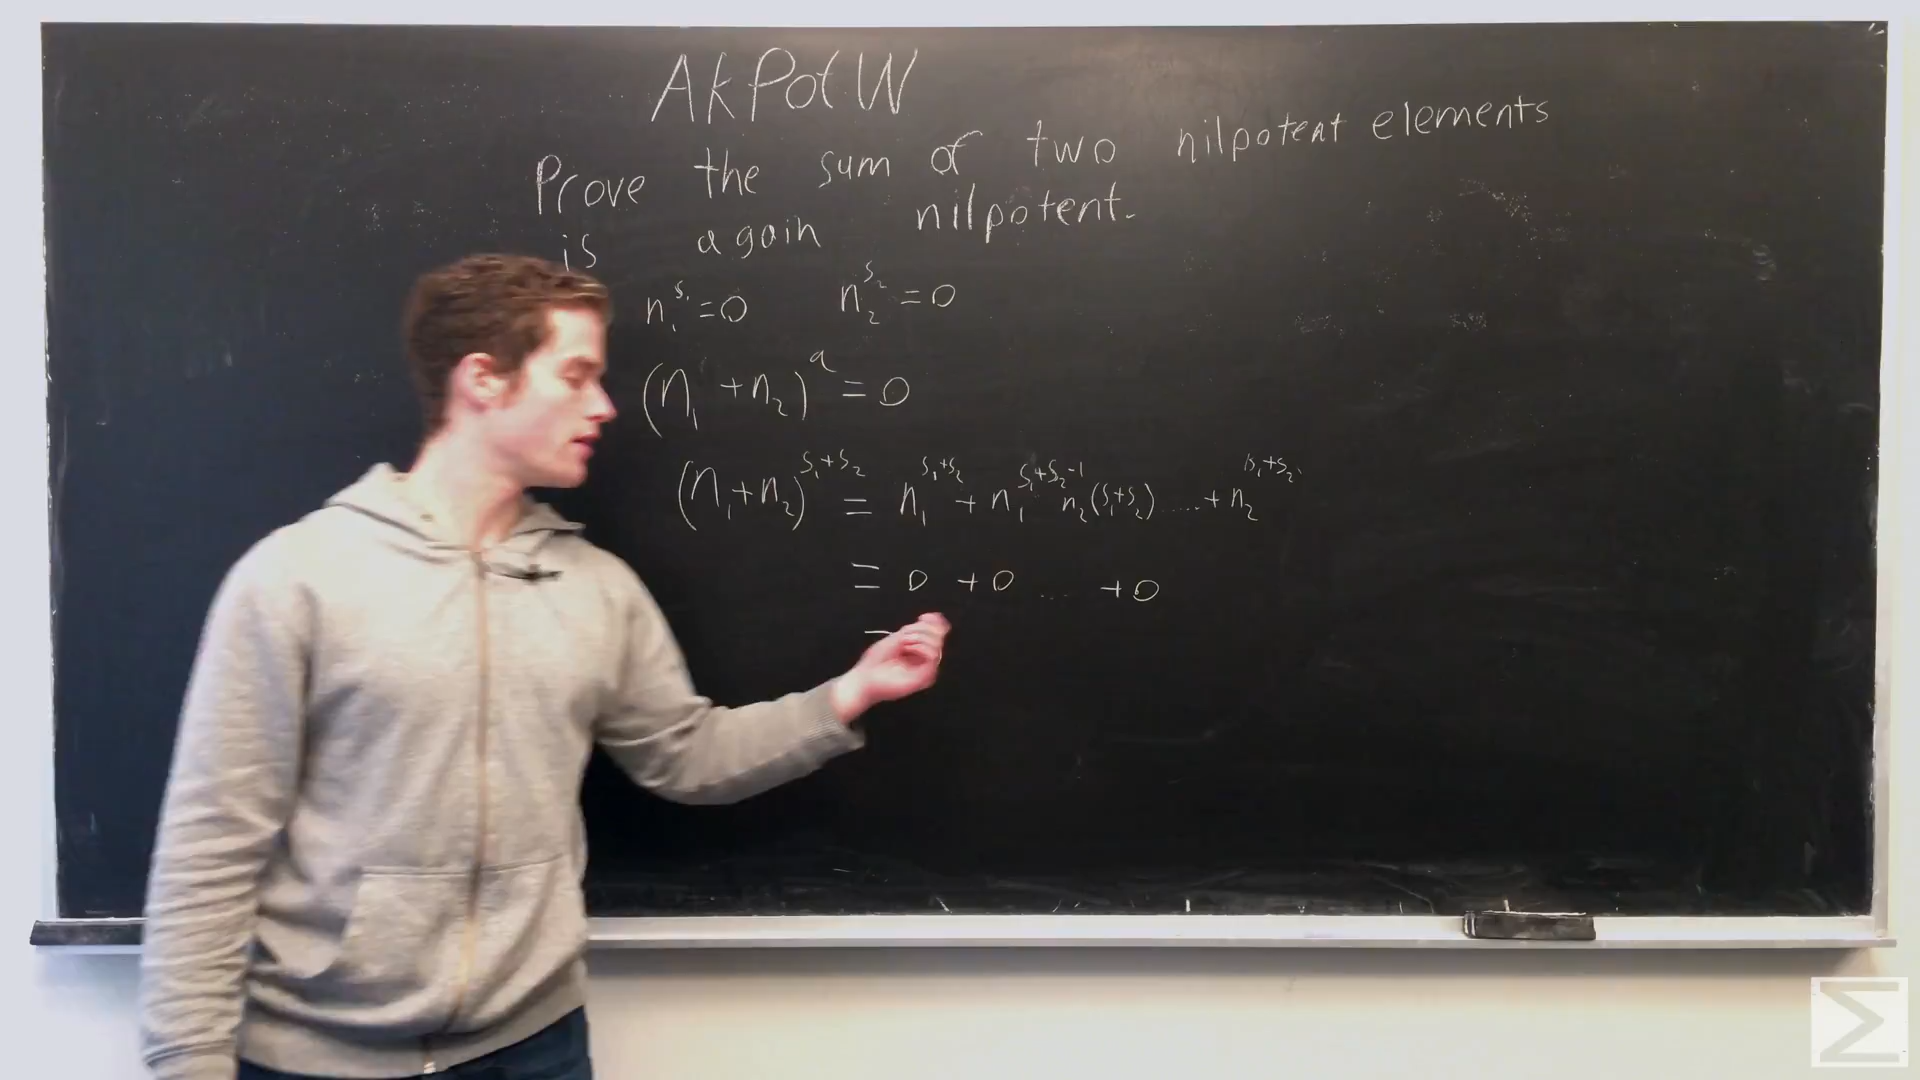 AkPotW
Prove the sum of two nilpotent elements
is again nilpotent.
n₁^s₁ = 0 n₂^s₂ = 0
(n₁ + n₂)^a = 0
(n₁ + n₂)^s₁+s₂ = n₁^s₁+s₂ + n₁^s₁+s₂-1 n₂(s₁+s₂) ..... + n₂^s₁+s₂
= 0 + 0 .... + 0
Σ